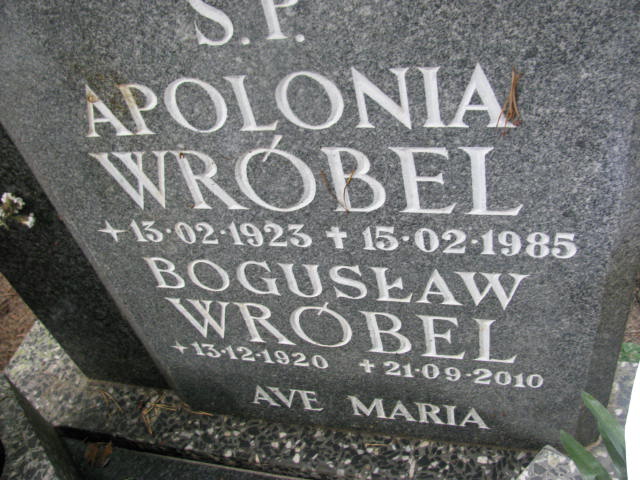 S.P.
APOLONIA
WRÓBEL
+13·02·1923 ✝15·02·1985
BOGUSŁAW
WRÓBEL
+13·12·1920 ✝21·09·2010
AVE MARIA